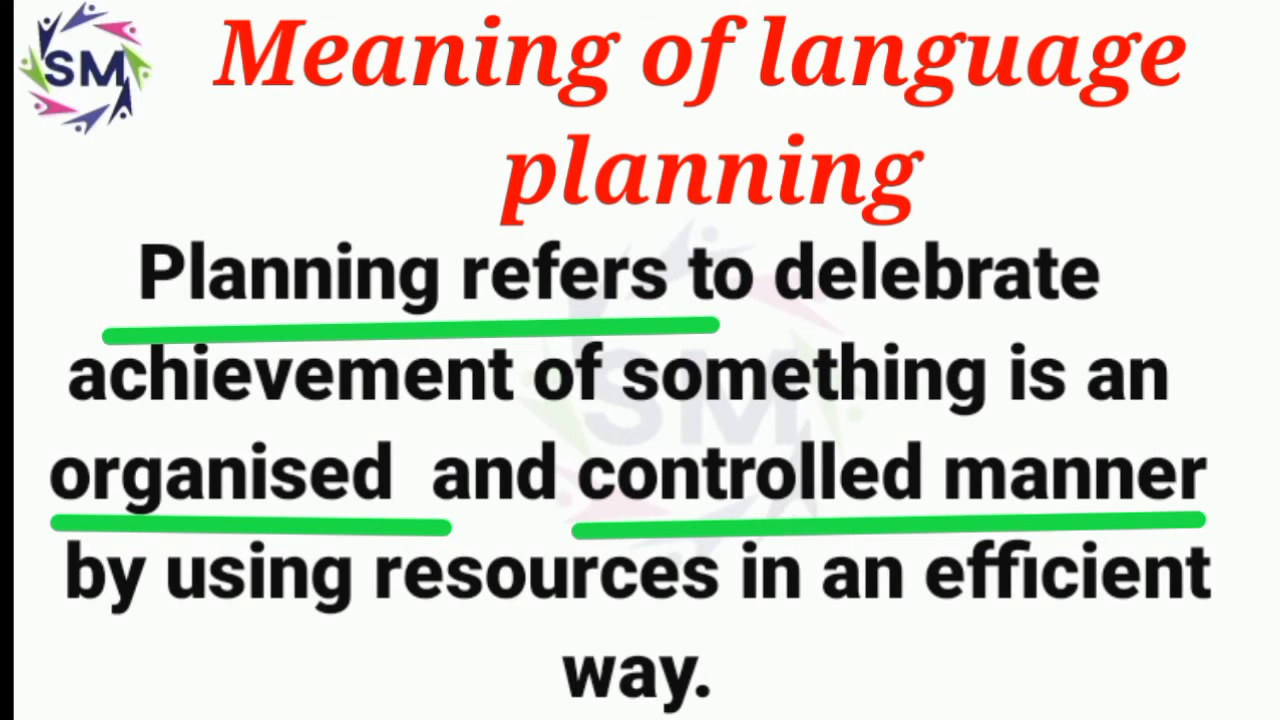 SM
Meaning of language
planning
Planning refers to delebrate
achievement of something is an
organised and controlled manner
by using resources in an efficient
way.
SM